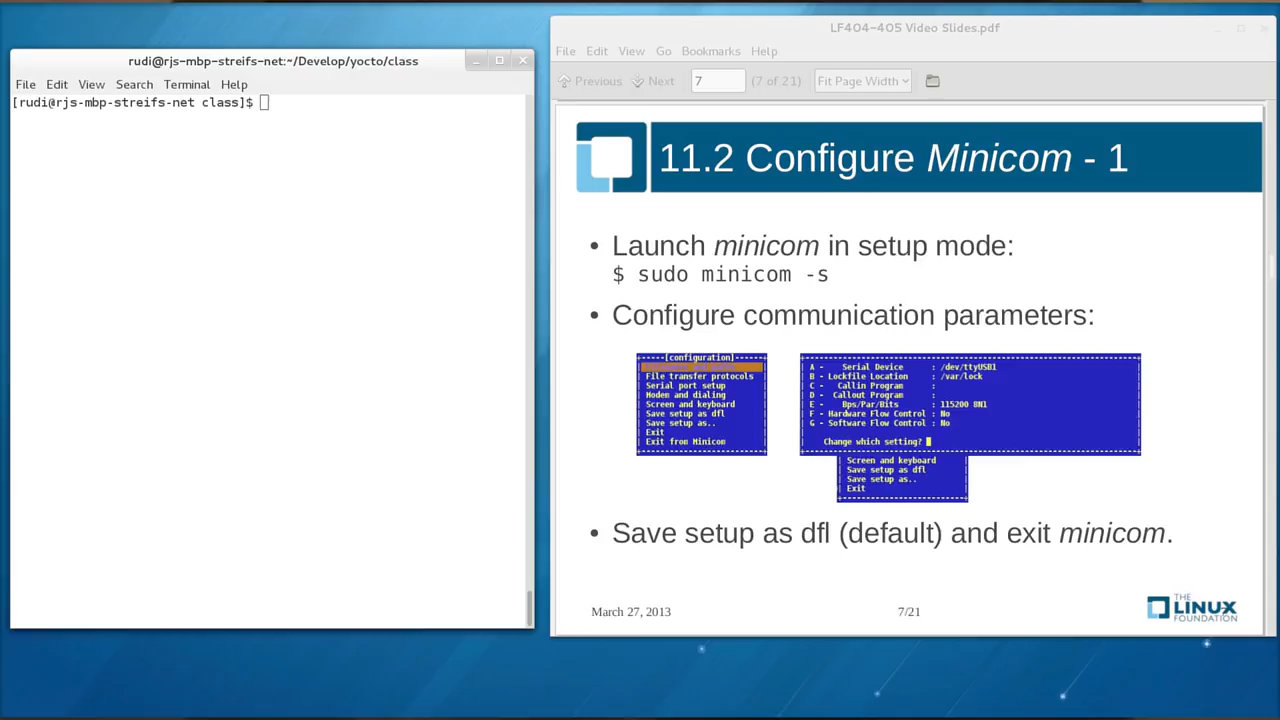 rudi@rjs-mbp-streifs-net:~/Develop/yocto/class
File Edit View Search Terminal Help
[rudi@rjs-mbp-streifs-net class]$
LF404-405 Video Slides.pdf
File Edit View Go Bookmarks Help
Previous Next 7 (7 of 21) Fit Page Width
11.2 Configure Minicom - 1
• Launch minicom in setup mode:
$ sudo minicom -s
• Configure communication parameters:
+-----[configuration]------+
File transfer protocols
Serial port setup
Modem and dialing
Screen and keyboard
Save setup as dfl
Save setup as..
Exit
Exit from Minicom
A - Serial Device : /dev/ttyUSB1
B - Lockfile Location : /var/lock
C - Callin Program :
D - Callout Program :
E - Bps/Par/Bits : 115200 8N1
F - Hardware Flow Control : No
G - Software Flow Control : No
Change which setting?
Screen and keyboard
Save setup as dfl
Save setup as..
Exit
• Save setup as dfl (default) and exit minicom.
March 27, 2013
7/21
THE
LINUX
FOUNDATION